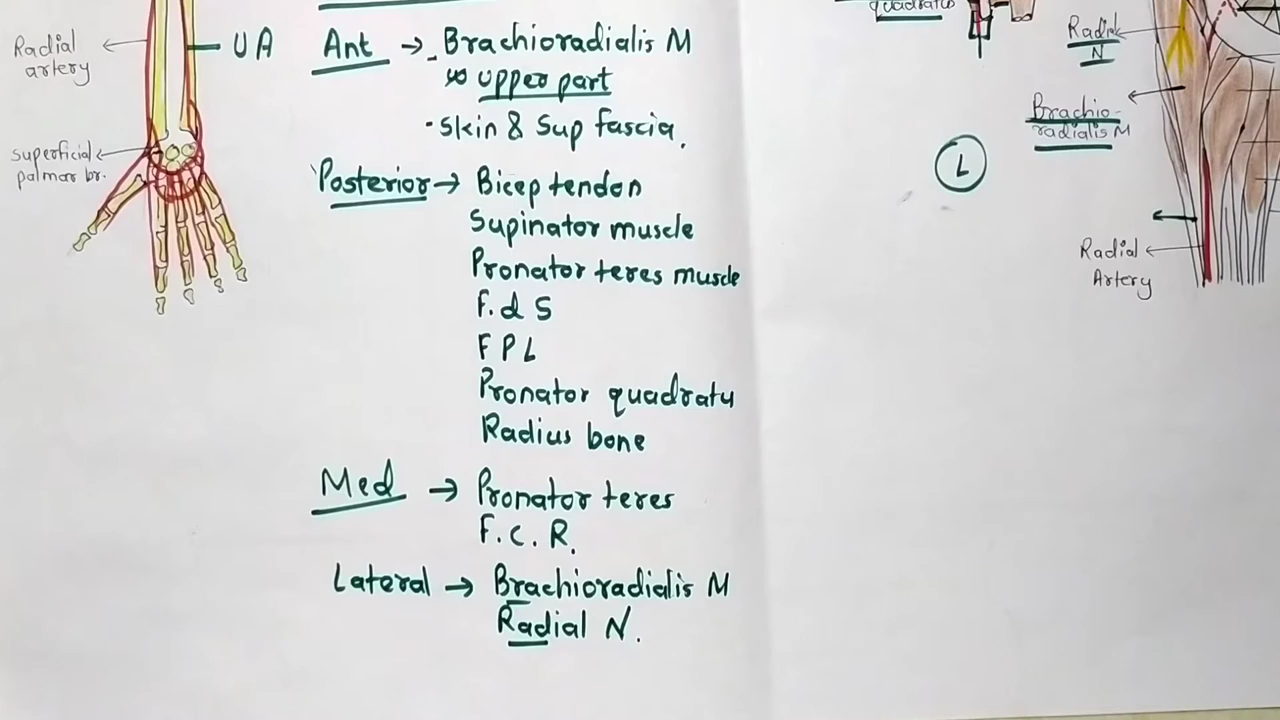 Radial
artery
UA
Superficial
palmar br.
Ant → Brachioradialis M
upper part
· Skin & Sup fascia.
Posterior → Bicep tendon
Supinator muscle
Pronator teres muscle
F.d S
F P L
Pronator quadratu
Radius bone
Med → Pronator teres
F.C.R.
Lateral → Brachioradialis M
Radial N.
quadratus
Radial
N
Brachio-
radialis M
L
Radial
Artery